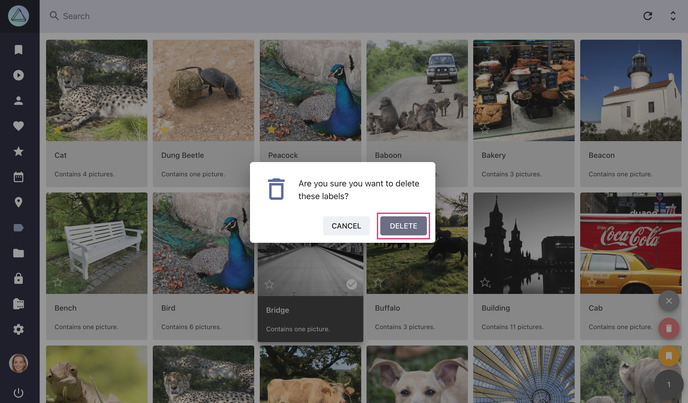 Search
Cat
Contains 4 pictures.
Dung Beetle
Contains one picture.
Peacock
Baboon
Bakery
Contains 3 pictures.
Beacon
Contains one picture.
Are you sure you want to delete
these labels?
CANCEL
DELETE
Coca-Cola
Bench
Contains one picture.
Bird
Contains 6 pictures.
Bridge
Contains one picture.
Buffalo
Contains 3 pictures.
Building
Contains 11 pictures.
Cab
Contains one picture.
1